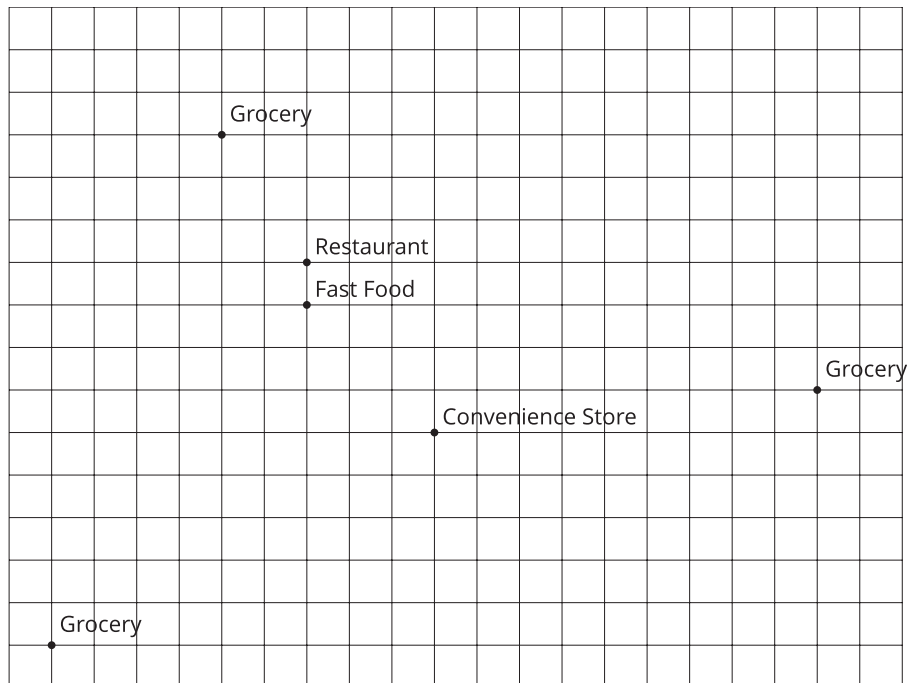 Grocery
Restaurant
Fast Food
Grocery
Convenience Store
Grocery